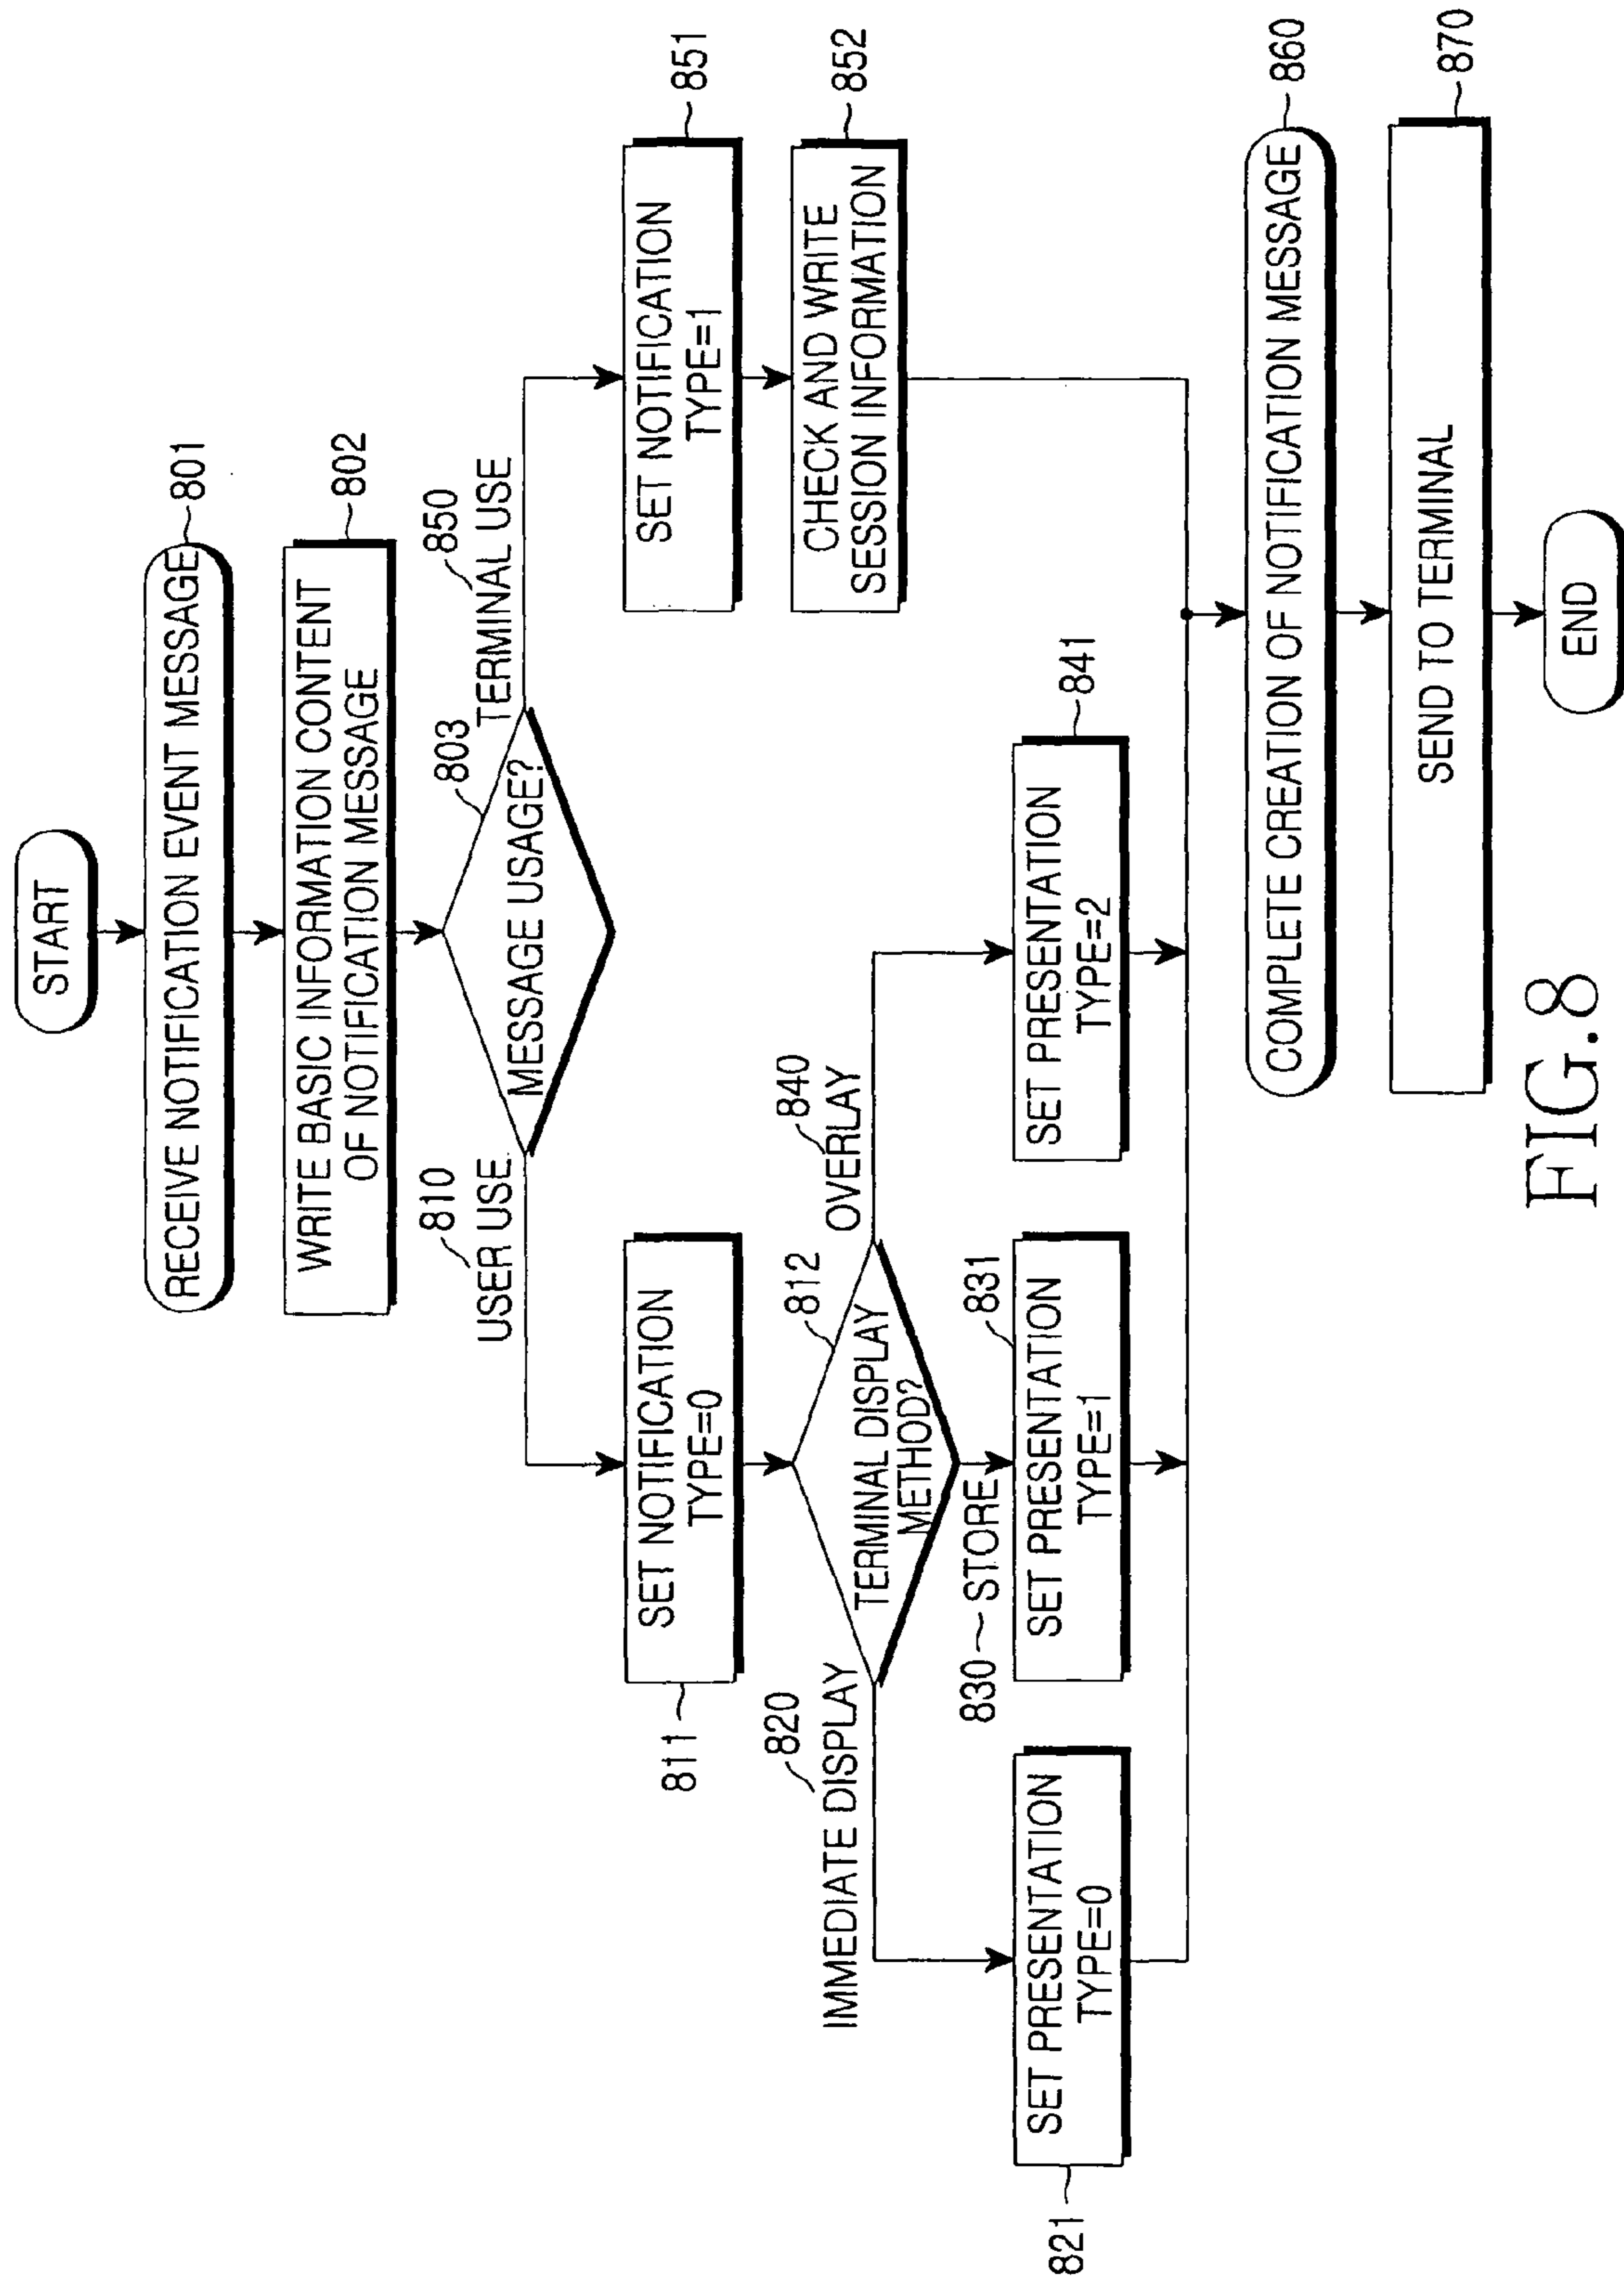 START
RECEIVE NOTIFICATION EVENT MESSAGE
801
WRITE BASIC INFORMATION CONTENT
OF NOTIFICATION MESSAGE
802
MESSAGE USAGE?
803
810
USER USE
850
TERMINAL USE
SET NOTIFICATION
TYPE=0
811
SET NOTIFICATION
TYPE=1
851
TERMINAL DISPLAY
METHOD?
812
CHECK AND WRITE
SESSION INFORMATION
852
820
IMMEDIATE DISPLAY
830
STORE
840
OVERLAY
SET PRESENTATION
TYPE=0
821
SET PRESENTATION
TYPE=1
831
SET PRESENTATION
TYPE=2
841
COMPLETE CREATION OF NOTIFICATION MESSAGE
860
SEND TO TERMINAL
870
END
FIG.8